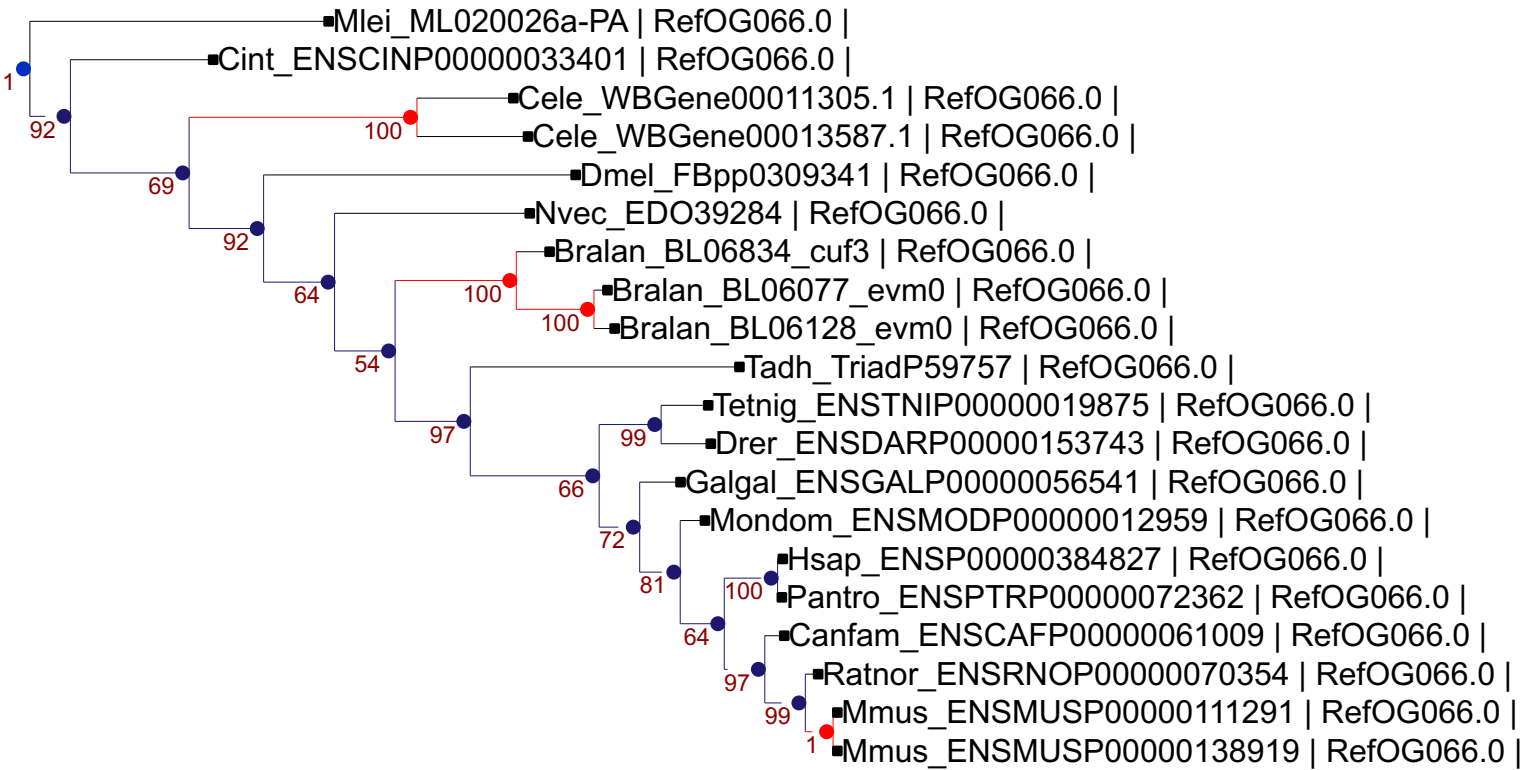 Mlei_ML020026a-PA | RefOG066.0 |
Cint_ENSCINP00000033401 | RefOG066.0 |
1
Cele_WBGene00011305.1 | RefOG066.0 |
92
100
Cele_WBGene00013587.1 | RefOG066.0 |
Dmel_FBpp0309341 | RefOG066.0 |
69
Nvec_EDO39284 | RefOG066.0 |
92
Bralan_BL06834_cuf3 | RefOG066.0 |
Bralan_BL06077_evm0 | RefOG066.0 |
64
100
100
Bralan_BL06128_evm0 | RefOG066.0 |
54
Tadh_TriadP59757 | RefOG066.0 |
Tetnig_ENSTNIP00000019875 | RefOG066.0 |
97
99
Drer_ENSDARP00000153743 | RefOG066.0 |
Galgal_ENSGALP00000056541 | RefOG066.0 |
66
Mondom_ENSMODP00000012959 | RefOG066.0 |
72
Hsap_ENSP00000384827 | RefOG066.0 |
81
100
Pantro_ENSPTRP00000072362 | RefOG066.0 |
64
Canfam_ENSCAFP00000061009 | RefOG066.0 |
Ratnor_ENSRNOP00000070354 | RefOG066.0 |
97
Mmus_ENSMUSP00000111291 | RefOG066.0 |
99
1
Mmus_ENSMUSP00000138919 | RefOG066.0 |